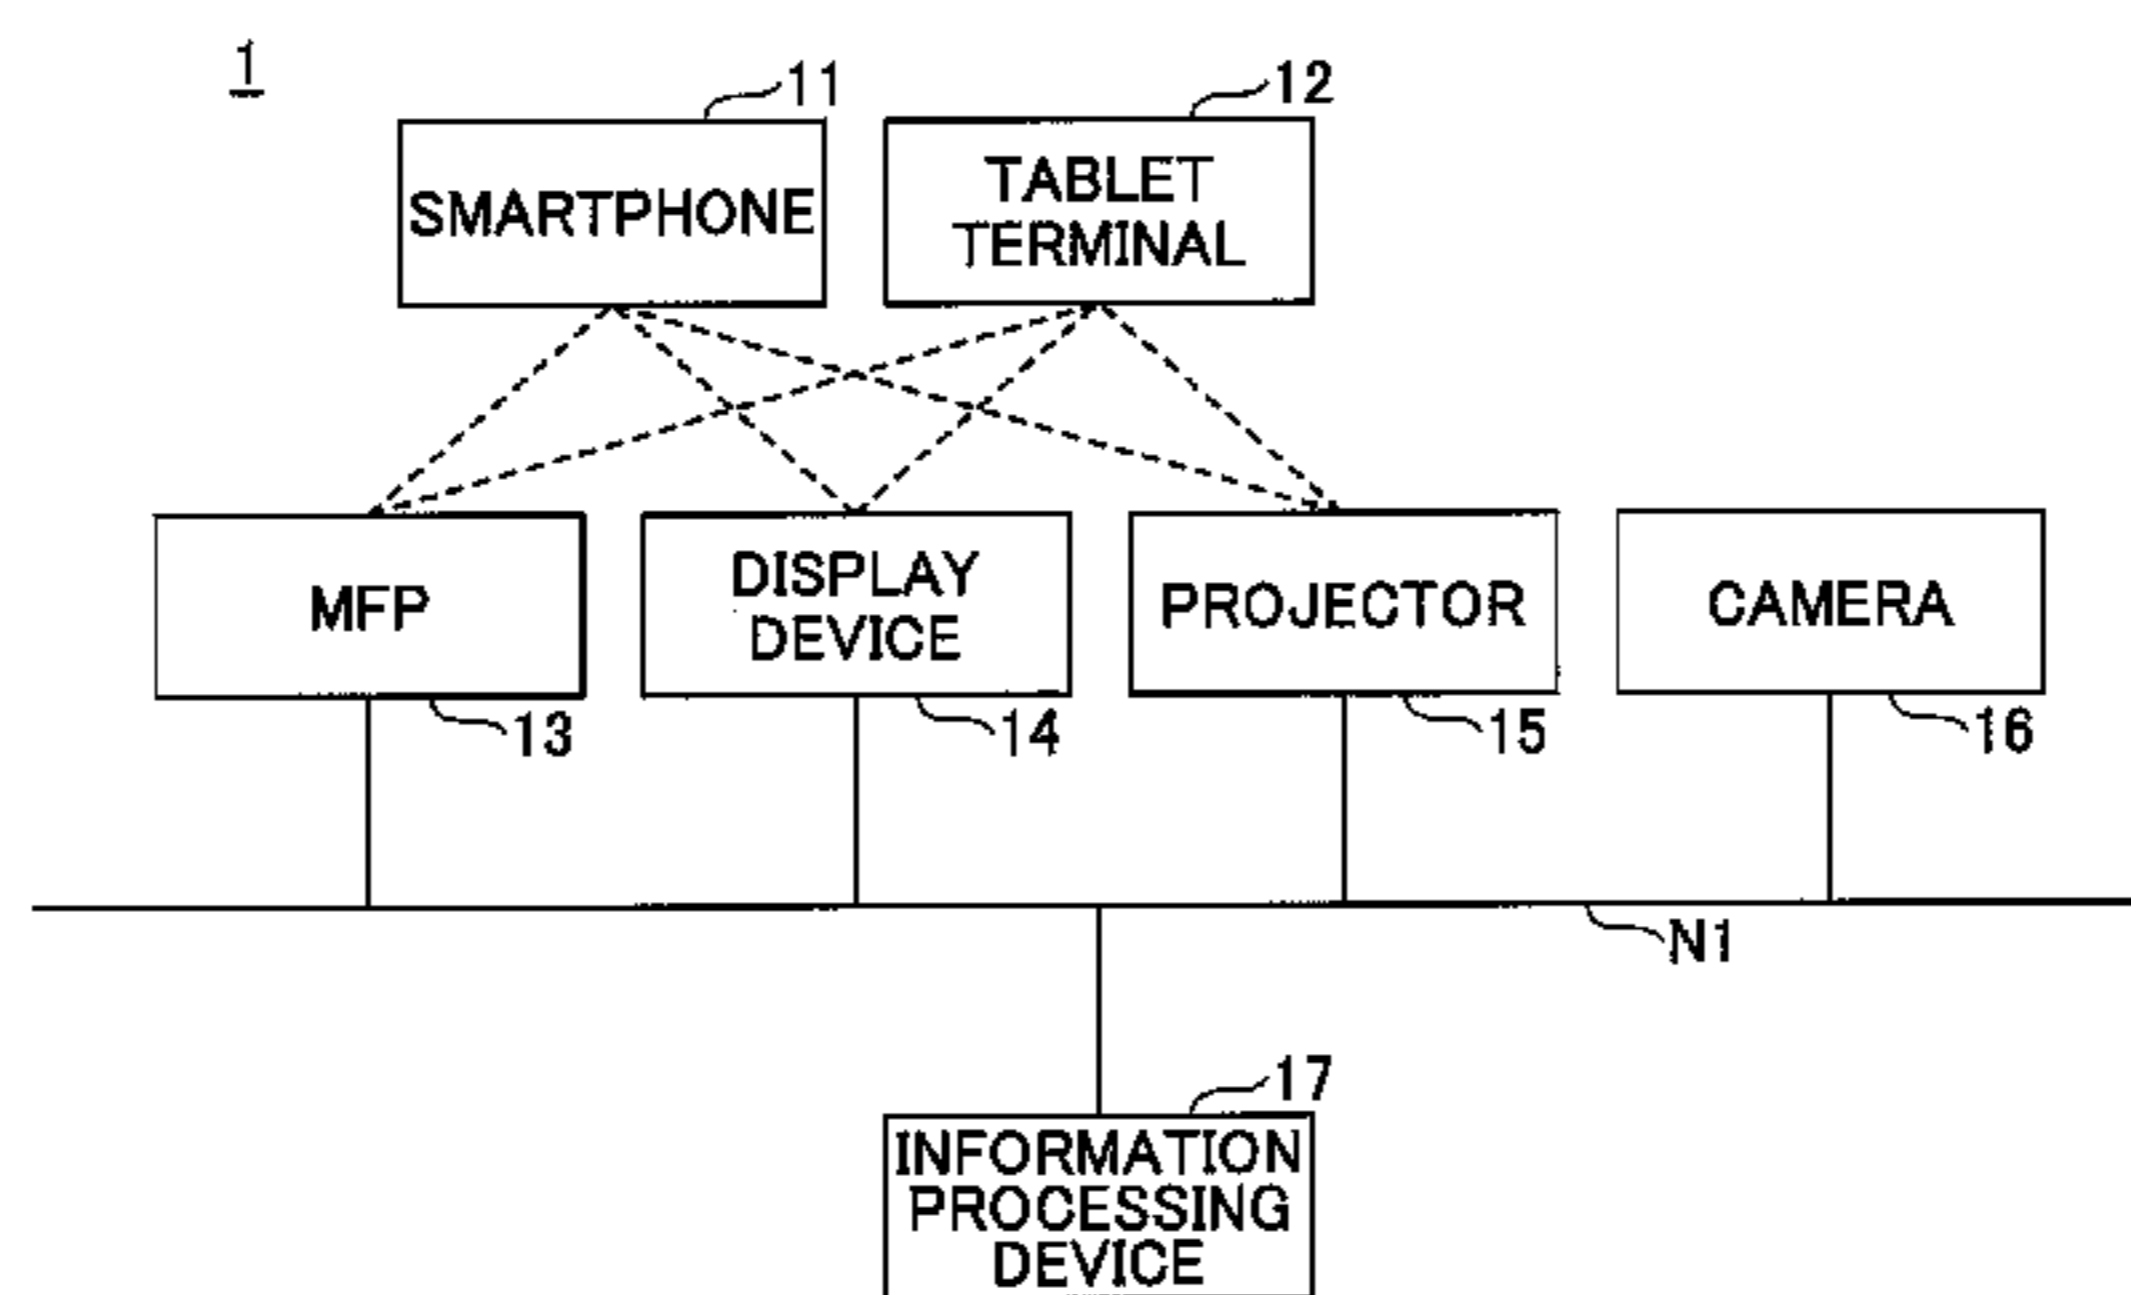 1
11
12
SMARTPHONE
TABLET
TERMINAL
MFP
DISPLAY
DEVICE
PROJECTOR
CAMERA
13
14
15
16
N1
17
INFORMATION
PROCESSING
DEVICE